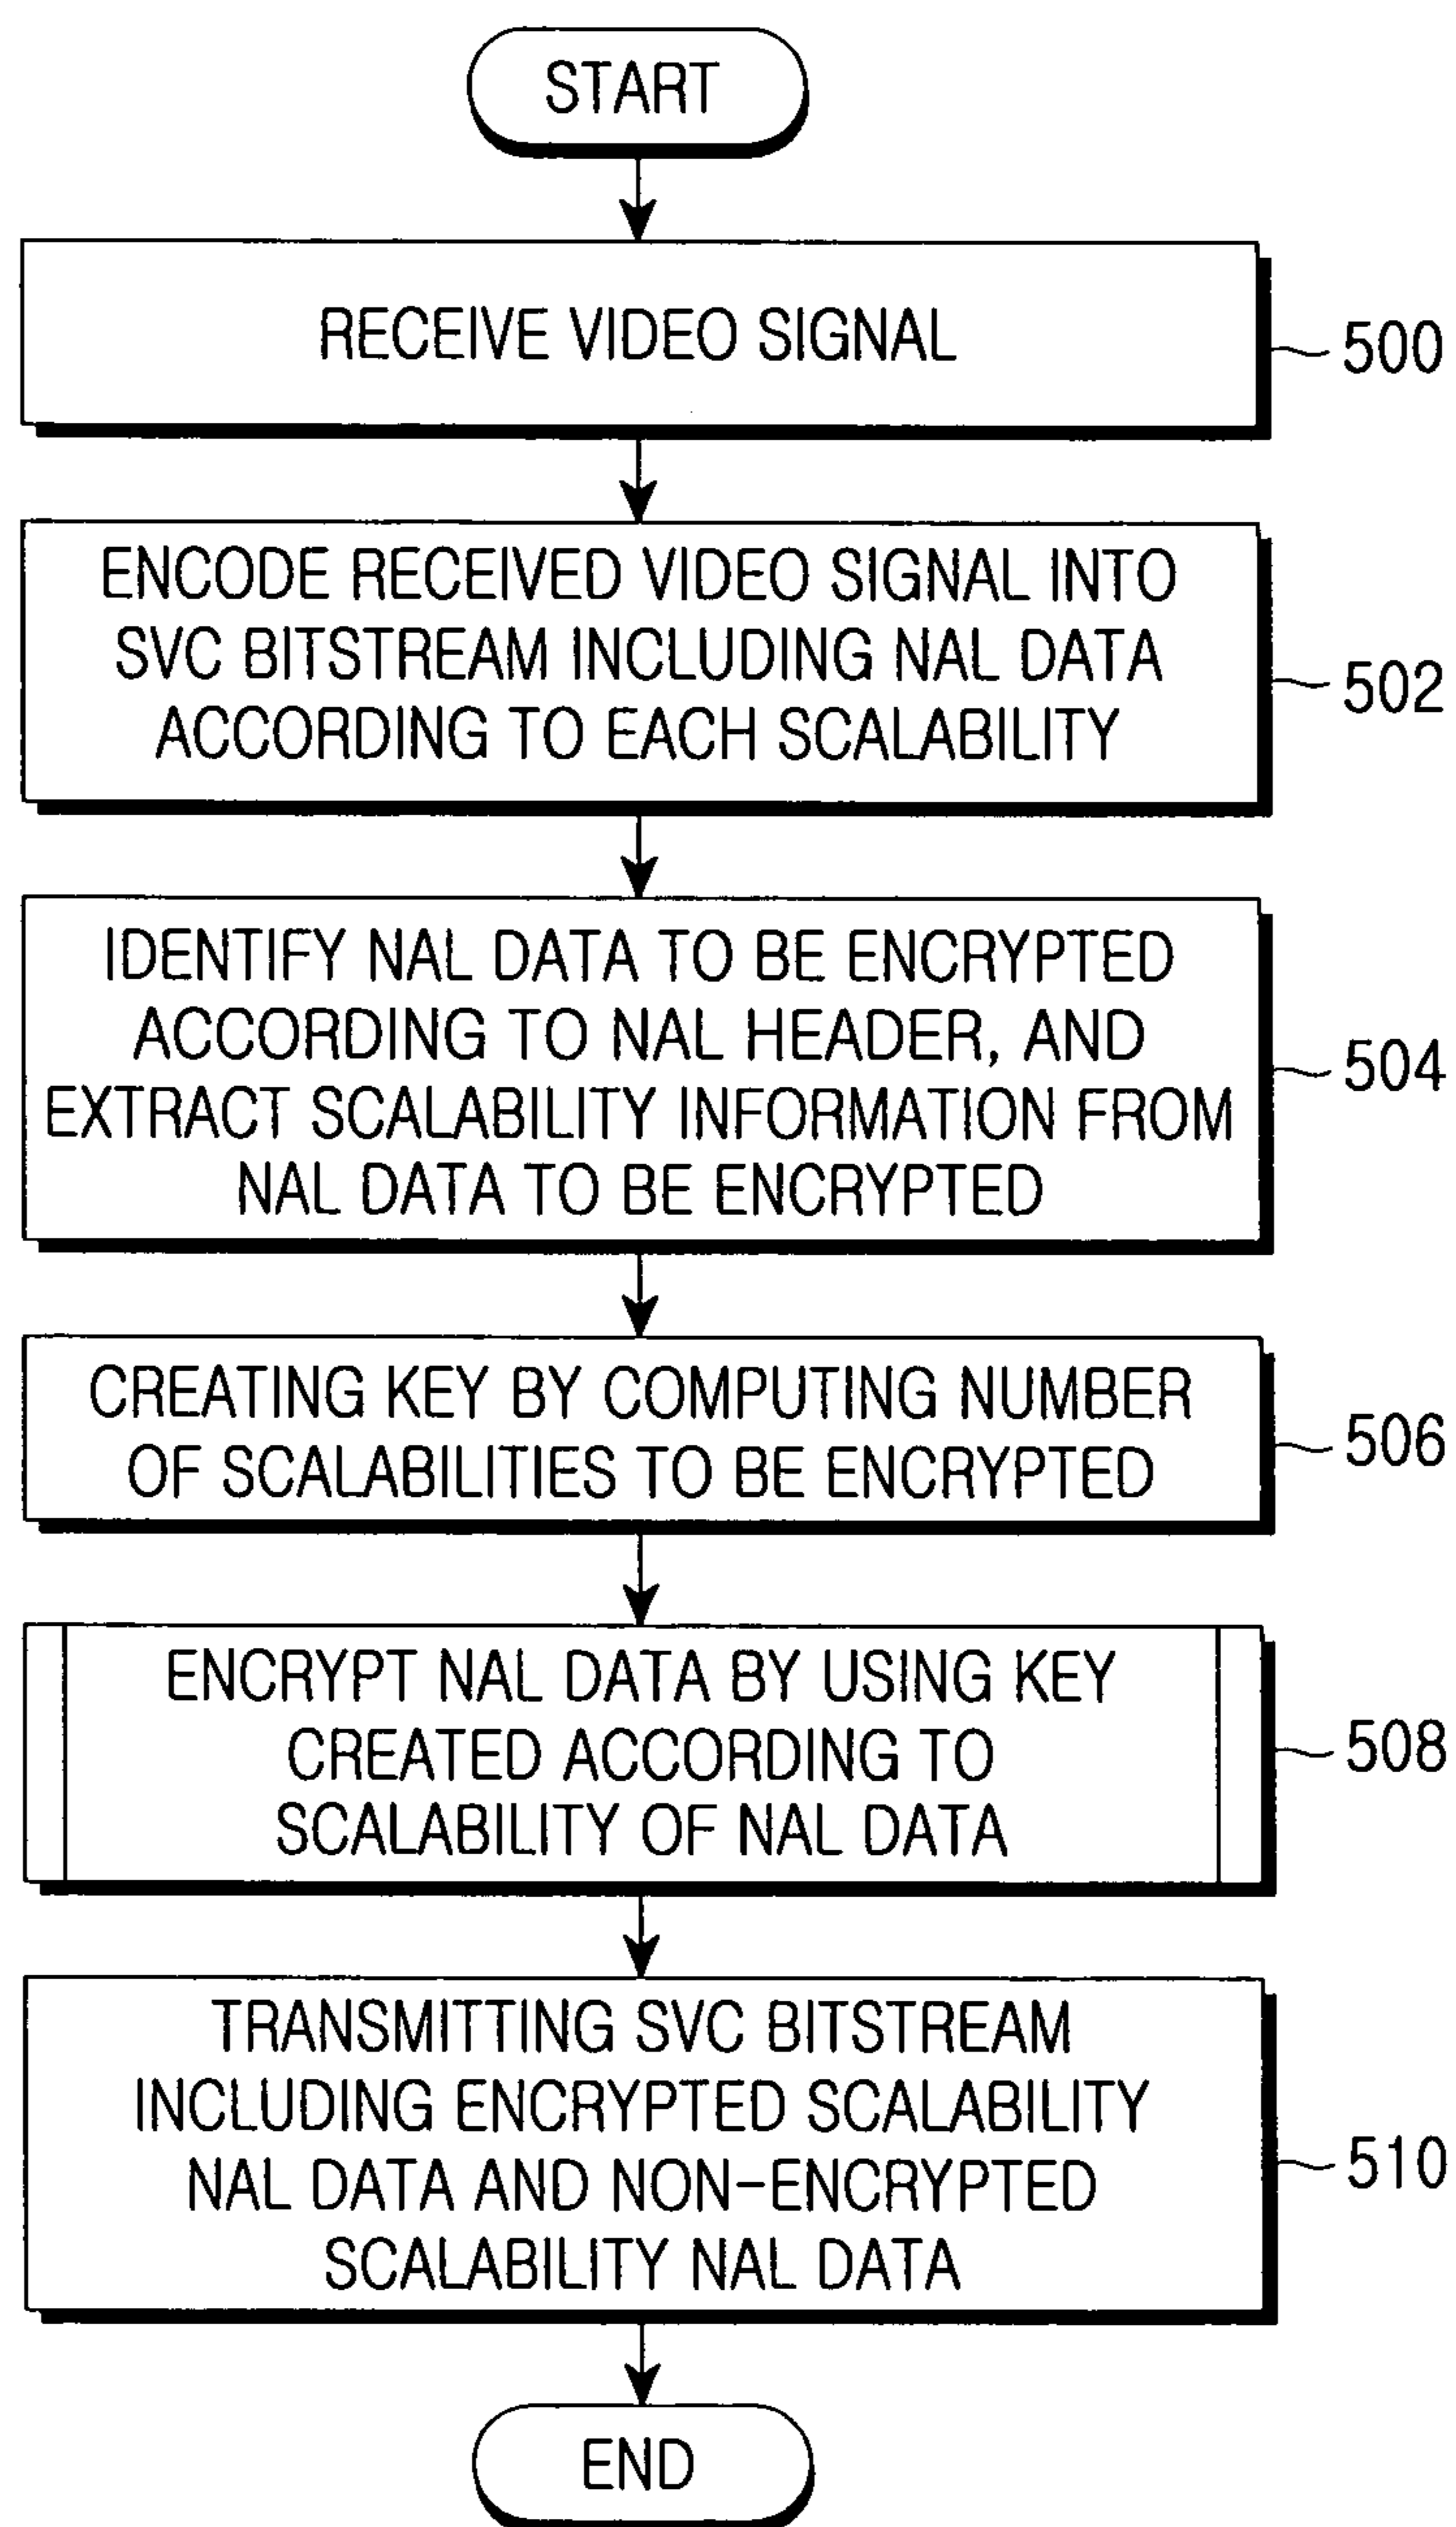 START
RECEIVE VIDEO SIGNAL
500
ENCODE RECEIVED VIDEO SIGNAL INTO
SVC BITSTREAM INCLUDING NAL DATA
ACCORDING TO EACH SCALABILITY
502
IDENTIFY NAL DATA TO BE ENCRYPTED
ACCORDING TO NAL HEADER, AND
EXTRACT SCALABILITY INFORMATION FROM
NAL DATA TO BE ENCRYPTED
504
CREATING KEY BY COMPUTING NUMBER
OF SCALABILITIES TO BE ENCRYPTED
506
ENCRYPT NAL DATA BY USING KEY
CREATED ACCORDING TO
SCALABILITY OF NAL DATA
508
TRANSMITTING SVC BITSTREAM
INCLUDING ENCRYPTED SCALABILITY
NAL DATA AND NON-ENCRYPTED
SCALABILITY NAL DATA
510
END